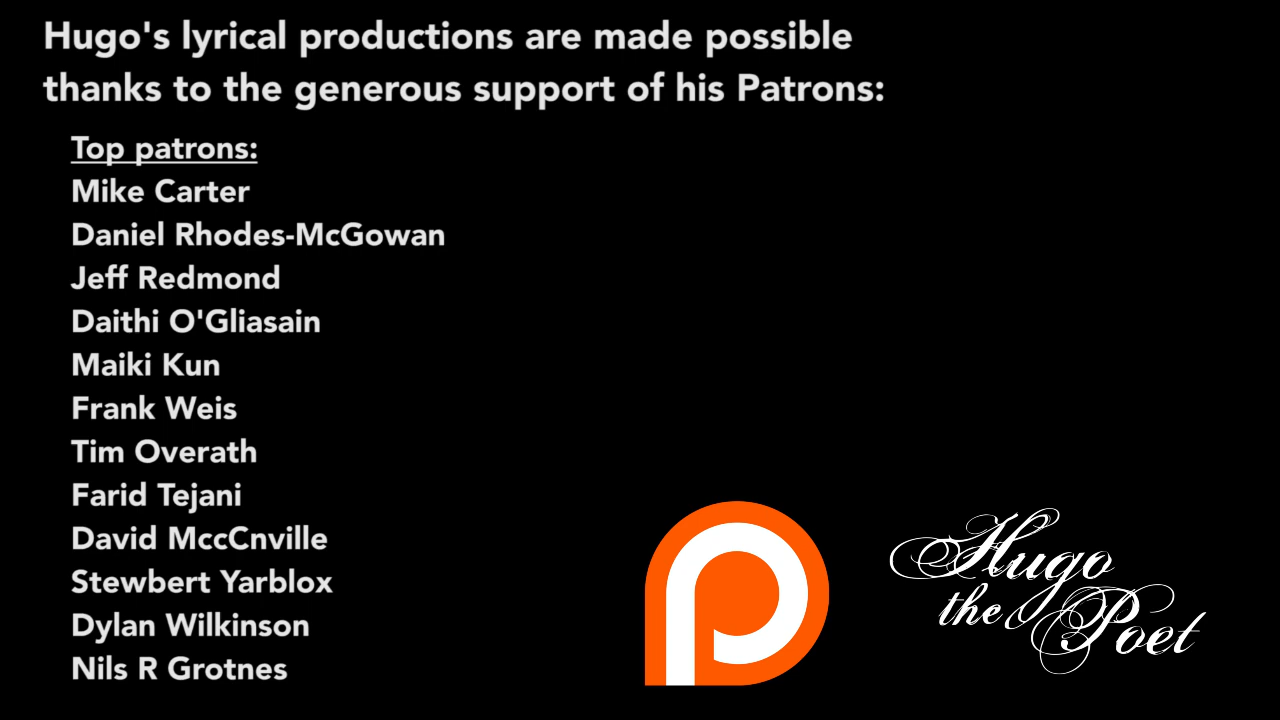 Hugo's lyrical productions are made possible
thanks to the generous support of his Patrons:
Top patrons:
Mike Carter
Daniel Rhodes-McGowan
Jeff Redmond
Daithi O'Gliasain
Maiki Kun
Frank Weis
Tim Overath
Farid Tejani
David MccCnville
Stewbert Yarblox
Dylan Wilkinson
Nils R Grotnes
Hugo
the Poet